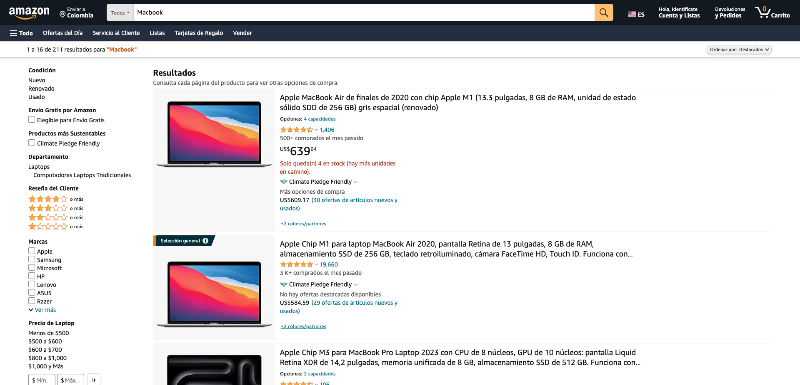 amazon
Enviar a
Colombia
Todos
Macbook
ES
Hola, Identifícate
Cuenta y Listas
Devoluciones
y Pedidos
0
Carrito
Todo
Ofertas del Día
Servicio al Cliente
Listas
Tarjetas de Regalo
Vender
1 a 16 de 211 resultados para "Macbook"
Ordenar por: Destacados
Condición
Nuevo
Renovado
Usado
Envío Gratis por Amazon
Elegible para Envío Gratis
Productos más Sustentables
Climate Pledge Friendly
Departamento
Laptops
Computadoras Laptops Tradicionales
Reseña del Cliente
o más
o más
o más
o más
Marcas
Apple
Samsung
Microsoft
HP
Lenovo
ASUS
Razer
Ver más
Precio de Laptop
Menos de $500
$500 a $600
$600 a $700
$800 a $1,000
$1,000 y Más
$ Mín.
$ Máx.
Ir
Resultados
Consulta cada página del producto para ver otras opciones de compra.
Apple MacBook Air de finales de 2020 con chip Apple M1 (13.3 pulgadas, 8 GB de RAM, unidad de estado
sólido SDD de 256 GB) gris espacial (renovado)
Opciones: 4 capacidades
1,406
500+ comprados el mes pasado
US$639
Solo queda(n) 4 en stock (hay más unidades
en camino).
Climate Pledge Friendly
Más opciones de compra
US$609.17 (30 ofertas de artículos nuevos y
usados)
+2 colores/patrones
Selección general
Apple Chip M1 para laptop MacBook Air 2020, pantalla Retina de 13 pulgadas, 8 GB de RAM,
almacenamiento SSD de 256 GB, teclado retroiluminado, cámara FaceTime HD, Touch ID. Funciona con...
19,660
3 K+ comprados el mes pasado
Climate Pledge Friendly
No hay ofertas destacadas disponibles
US$584.59 (29 ofertas de artículos nuevos y
usados)
+2 colores/patrones
Apple Chip M3 para MacBook Pro Laptop 2023 con CPU de 8 núcleos, GPU de 10 núcleos: pantalla Liquid
Retina XDR de 14,2 pulgadas, memoria unificada de 8 GB, almacenamiento SSD de 512 GB. Funciona con...
Opciones: 2 capacidades
106